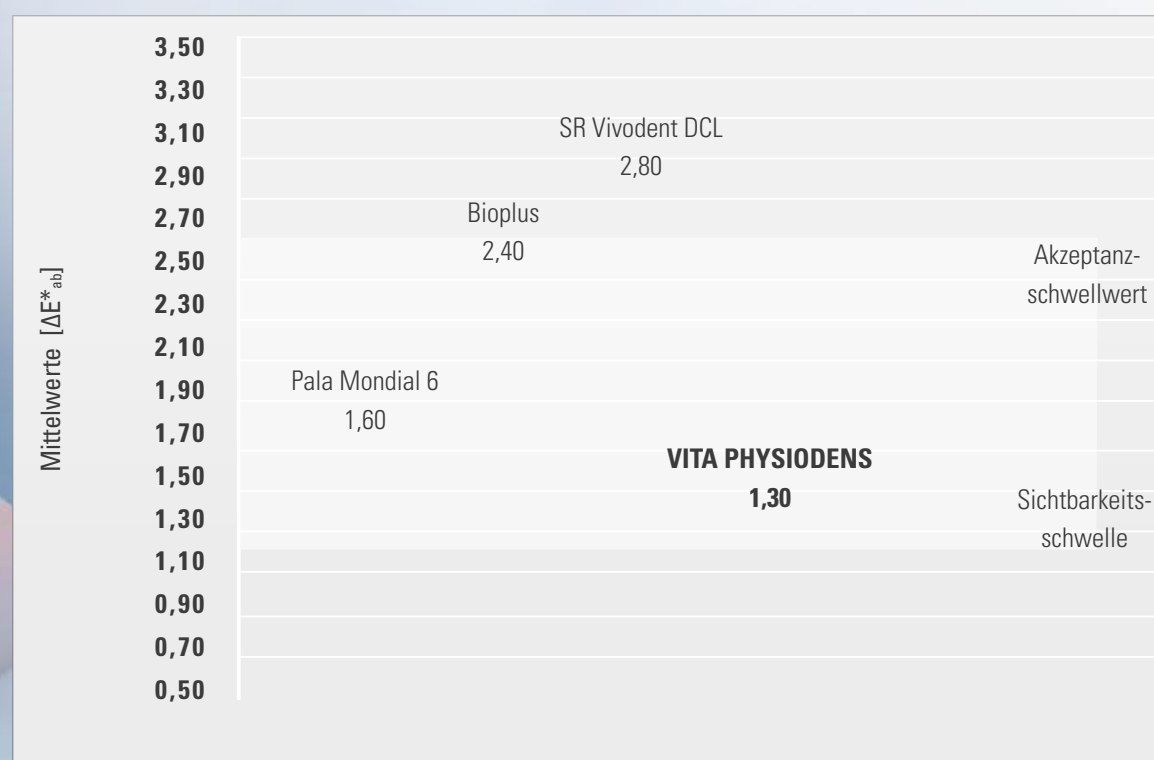 Mittelwerte [ΔE*ab]
3,50
3,30
3,10
2,90
2,70
2,50
2,30
2,10
1,90
1,70
1,50
1,30
1,10
0,90
0,70
0,50
SR Vivodent DCL
2,80
Bioplus
2,40
Akzeptanz-
schwellwert
Pala Mondial 6
1,60
VITA PHYSIODENS
1,30
Sichtbarkeits-
schwelle